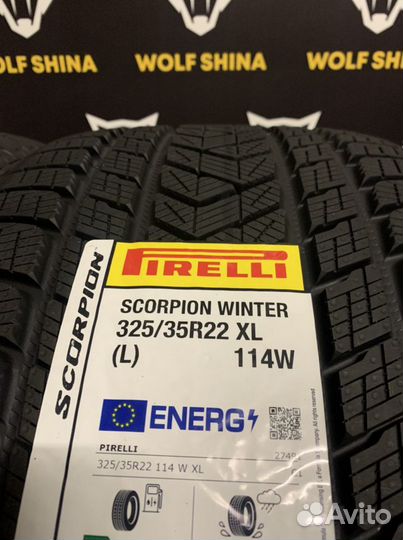 WOLF SHINA WOLF SHINA WOLF SHINA
SCORPION
PIRELLI
SCORPION WINTER
325/35R22 XL
(L) 114W
ENERG
PIRELLI
325/35R22 114 W XL
Avito